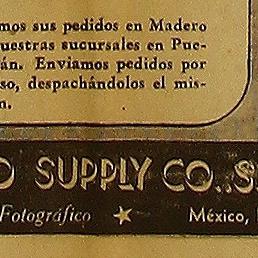 mos sus pedidos en Madero
uestras sucursales en Pue-
án. Enviamos pedidos por
so, despachándolos el mis-
n.
O SUPPLY CO., S.
Fotográfico ★ México,